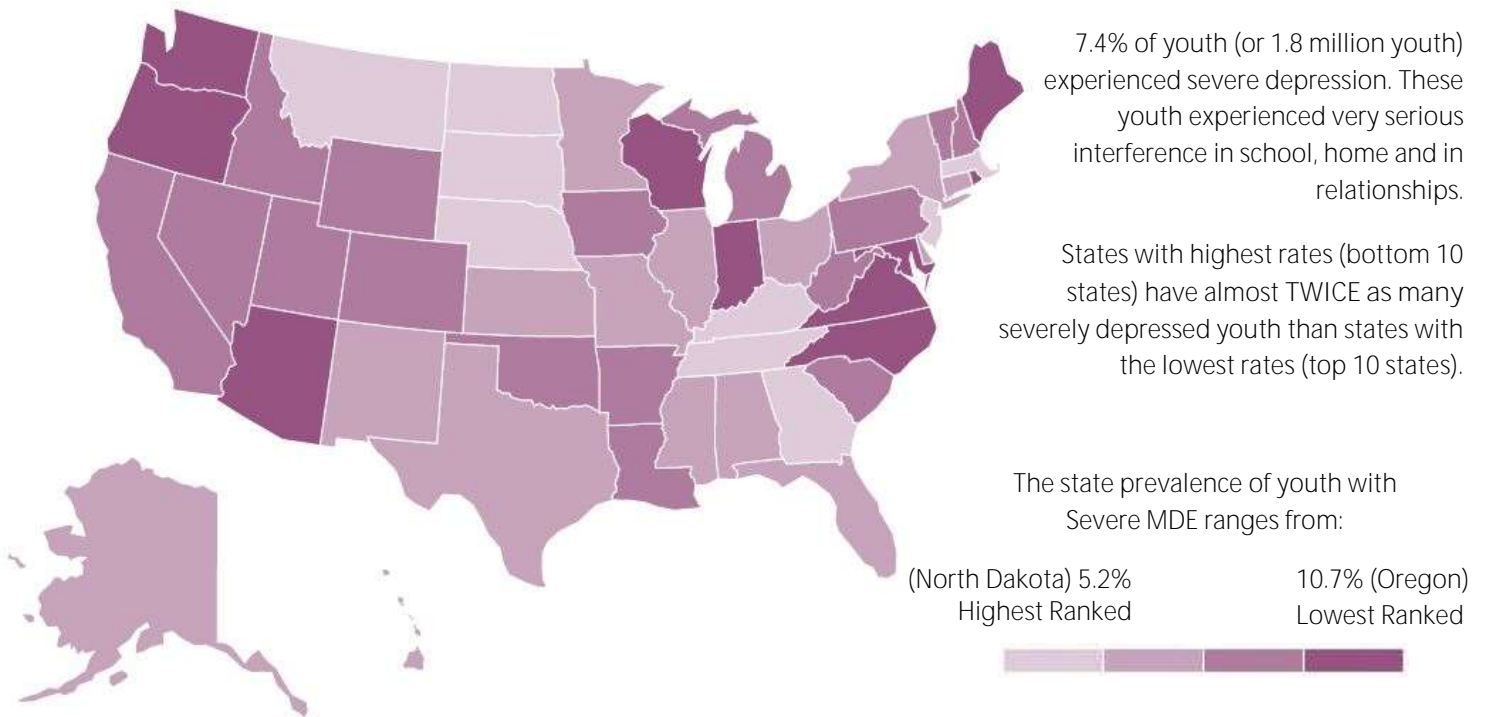 7.4% of youth (or 1.8 million youth)
experienced severe depression. These
youth experienced very serious
interference in school, home and in
relationships.
States with highest rates (bottom 10
states) have almost TWICE as many
severely depressed youth than states with
the lowest rates (top 10 states).
The state prevalence of youth with
Severe MDE ranges from:
(North Dakota) 5.2%
Highest Ranked
10.7% (Oregon)
Lowest Ranked